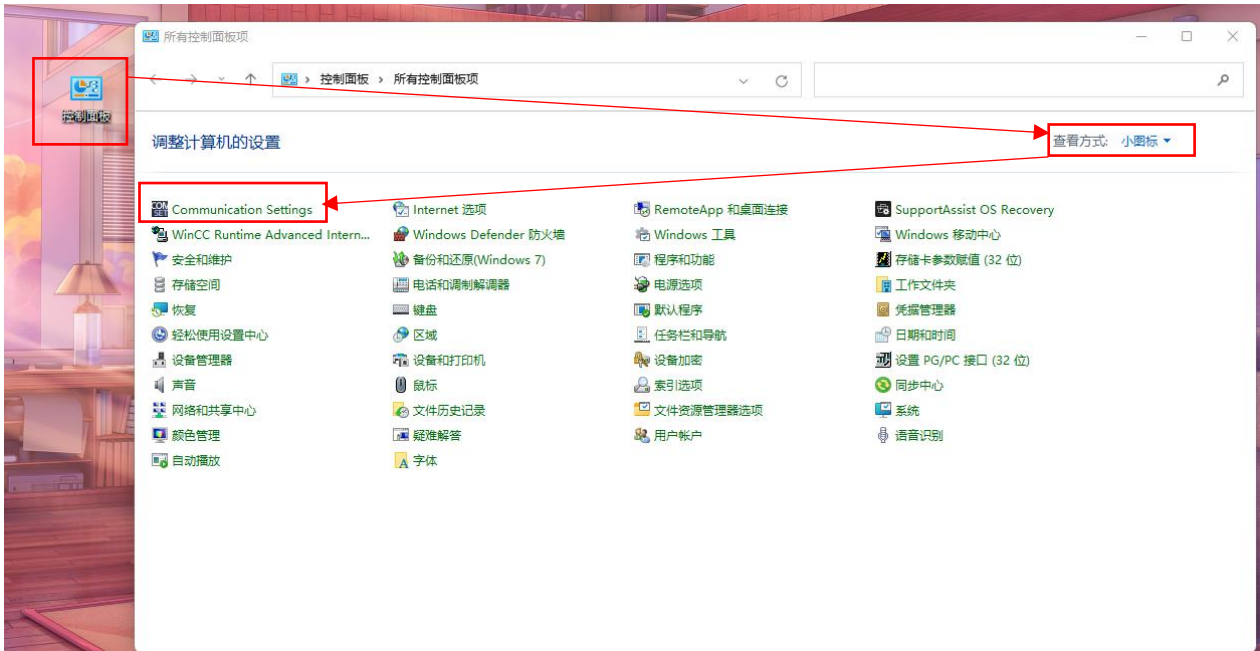 所有控制面板项
控制面板 › 所有控制面板项
控制面板
调整计算机的设置
查看方式: 小图标
Communication Settings
Internet 选项
RemoteApp 和桌面连接
SupportAssist OS Recovery
WinCC Runtime Advanced Intern...
Windows Defender 防火墙
Windows 工具
Windows 移动中心
安全和维护
备份和还原(Windows 7)
程序和功能
存储卡参数赋值 (32 位)
存储空间
电话和调制解调器
电源选项
工作文件夹
恢复
键盘
默认程序
凭据管理器
轻松使用设置中心
区域
任务栏和导航
日期和时间
设备管理器
设备和打印机
设备加密
设置 PG/PC 接口 (32 位)
声音
鼠标
索引选项
同步中心
网络和共享中心
文件历史记录
文件资源管理器选项
系统
颜色管理
疑难解答
用户帐户
语音识别
自动播放
字体